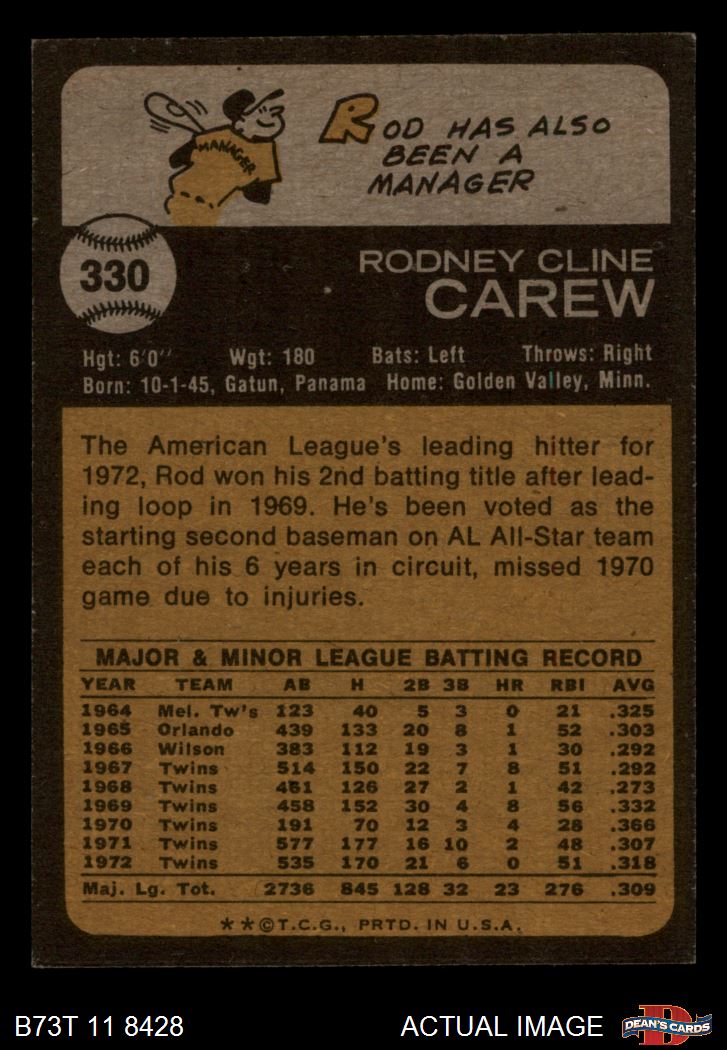 MANAGER
ROD HAS ALSO
BEEN A
MANAGER
330
RODNEY CLINE
CAREW
Hgt: 6'0'' Wgt: 180 Bats: Left Throws: Right
Born: 10-1-45, Gatun, Panama Home: Golden Valley, Minn.
The American League's leading hitter for
1972, Rod won his 2nd batting title after lead-
ing loop in 1969. He's been voted as the
starting second baseman on AL All-Star team
each of his 6 years in circuit, missed 1970
game due to injuries.
MAJOR & MINOR LEAGUE BATTING RECORD
YEAR TEAM AB H 2B 3B HR RBI AVG
1964 Mel. Tw's 123 40 5 3 0 21 .325
1965 Orlando 439 133 20 8 1 52 .303
1966 Wilson 383 112 19 3 1 30 .292
1967 Twins 514 150 22 7 8 51 .292
1968 Twins 461 126 27 2 1 42 .273
1969 Twins 458 152 30 4 8 56 .332
1970 Twins 191 70 12 3 4 28 .366
1971 Twins 577 177 16 10 2 48 .307
1972 Twins 535 170 21 6 0 51 .318
Maj. Lg. Tot. 2736 845 128 32 23 276 .309
**©T.C.G., PRTD. IN U.S.A.
B73T 11 8428 ACTUAL IMAGE
D
DEAN'S CARDS